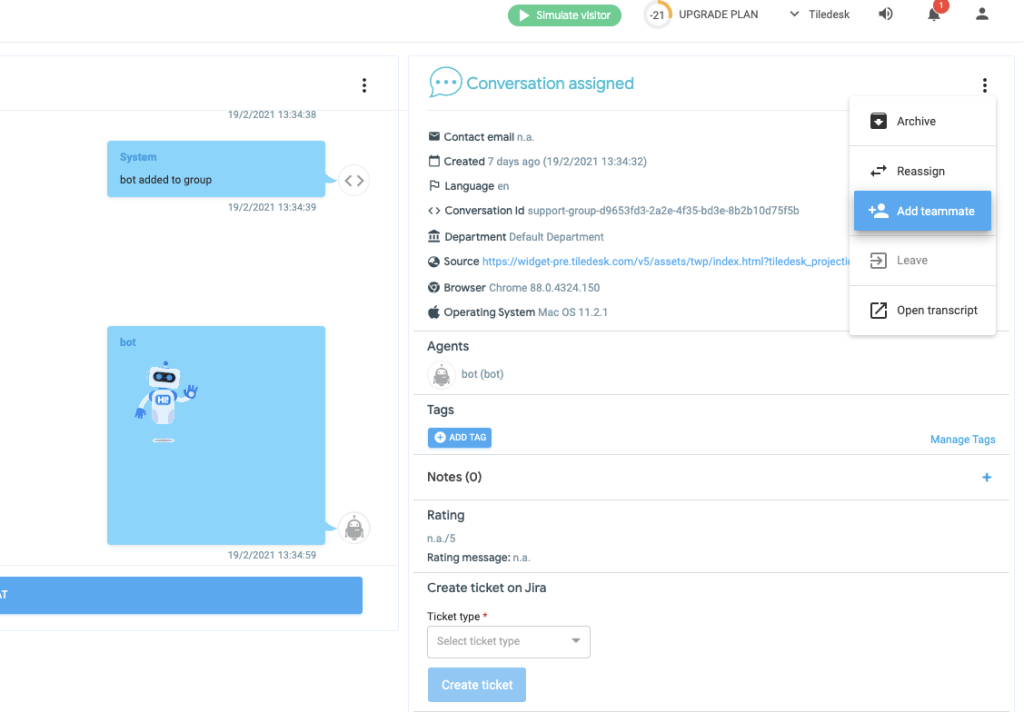 Simulate visitor
-21
UPGRADE PLAN
Tiledesk
1
19/2/2021 13:34:38
System
bot added to group
19/2/2021 13:34:39
bot
HI!
19/2/2021 13:34:59
AT
Conversation assigned
Contact email n.a.
Created 7 days ago (19/2/2021 13:34:32)
Language en
Conversation Id support-group-d9653fd3-2a2e-4f35-bd3e-8b2b10d75f5b
Department Default Department
Source https://widget-pre.tiledesk.com/v5/assets/twp/index.html?tiledesk_projectid
Browser Chrome 88.0.4324.150
Operating System Mac OS 11.2.1
Archive
Reassign
Add teammate
Leave
Open transcript
Agents
bot (bot)
Tags
ADD TAG
Manage Tags
Notes (0)
+
Rating
n.a./5
Rating message: n.a.
Create ticket on Jira
Ticket type *
Select ticket type
Create ticket